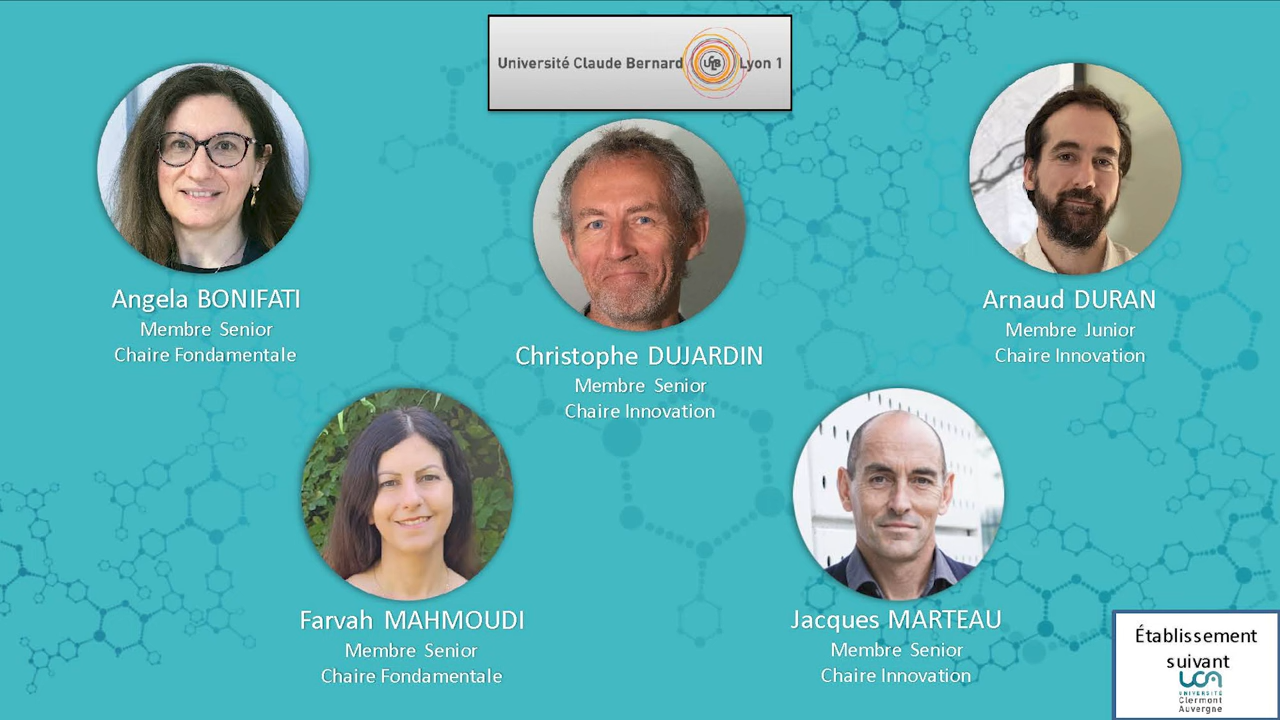 Université Claude Bernard UCB Lyon 1
Angela BONIFATI
Membre Senior
Chaire Fondamentale
Christophe DUJARDIN
Membre Senior
Chaire Innovation
Arnaud DURAN
Membre Junior
Chaire Innovation
Farvah MAHMOUDI
Membre Senior
Chaire Fondamentale
Jacques MARTEAU
Membre Senior
Chaire Innovation
Établissement
suivant
UCA
UNIVERSITÉ
Clermont
Auvergne